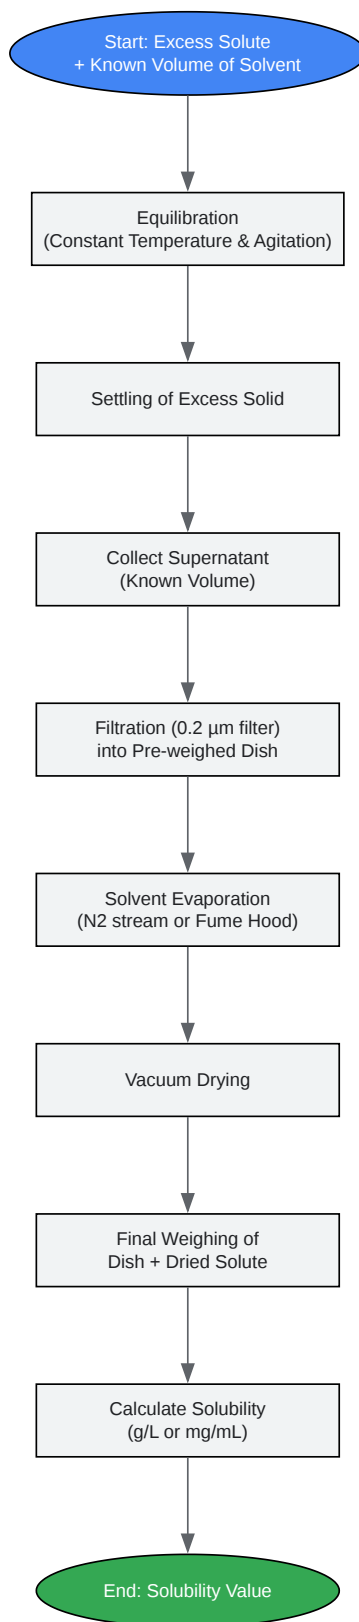 Start: Excess Solute
+ Known Volume of Solvent
Equilibration
(Constant Temperature & Agitation)
Settling of Excess Solid
Collect Supernatant
(Known Volume)
Filtration (0.2 µm filter)
into Pre-weighed Dish
Solvent Evaporation
(N2 stream or Fume Hood)
Vacuum Drying
Final Weighing of
Dish + Dried Solute
Calculate Solubility
(g/L or mg/mL)
End: Solubility Value